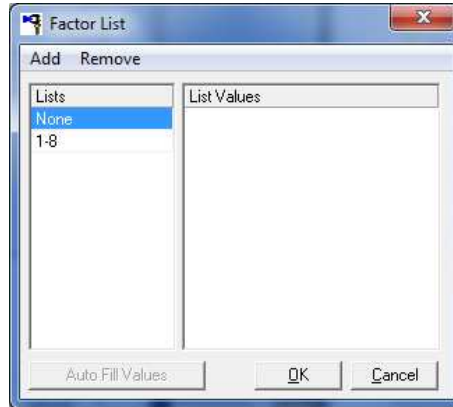 Factor List
Add Remove
Lists List Values
None
1-8
Auto Fill Values OK Cancel